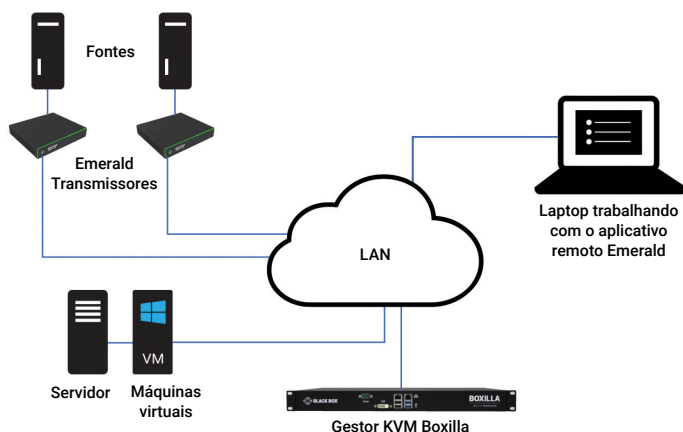 Fontes
Emerald
Transmissores
LAN
Laptop trabalhando
com o aplicativo
remoto Emerald
VM
Servidor
Máquinas
virtuais
BLACK BOX
BOXILLA
Gestor KVM Boxilla